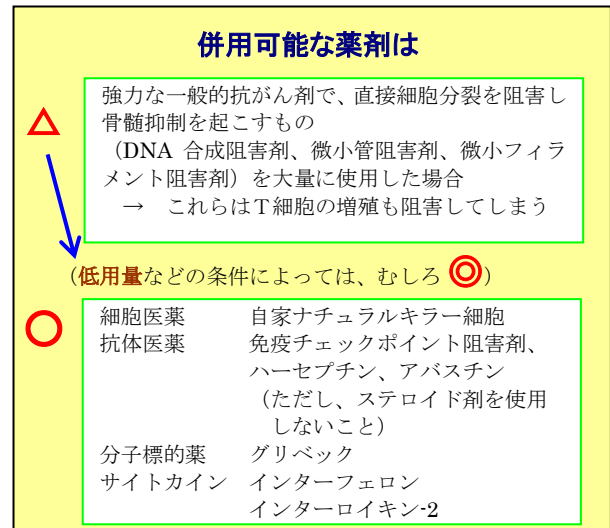 併用可能な薬剤は
△
強力な一般的抗がん剤で、直接細胞分裂を阻害し
骨髄抑制を起こすもの
（DNA 合成阻害剤、微小管阻害剤、微小フィラ
メント阻害剤）を大量に使用した場合
→ これらはＴ細胞の増殖も阻害してしまう
（低用量などの条件によっては、むしろ ◎）
○
細胞医薬 自家ナチュラルキラー細胞
抗体医薬 免疫チェックポイント阻害剤、
ハーセプチン、アバスチン
（ただし、ステロイド剤を使用
しないこと）
分子標的薬 グリベック
サイトカイン インターフェロン
インターロイキン-2